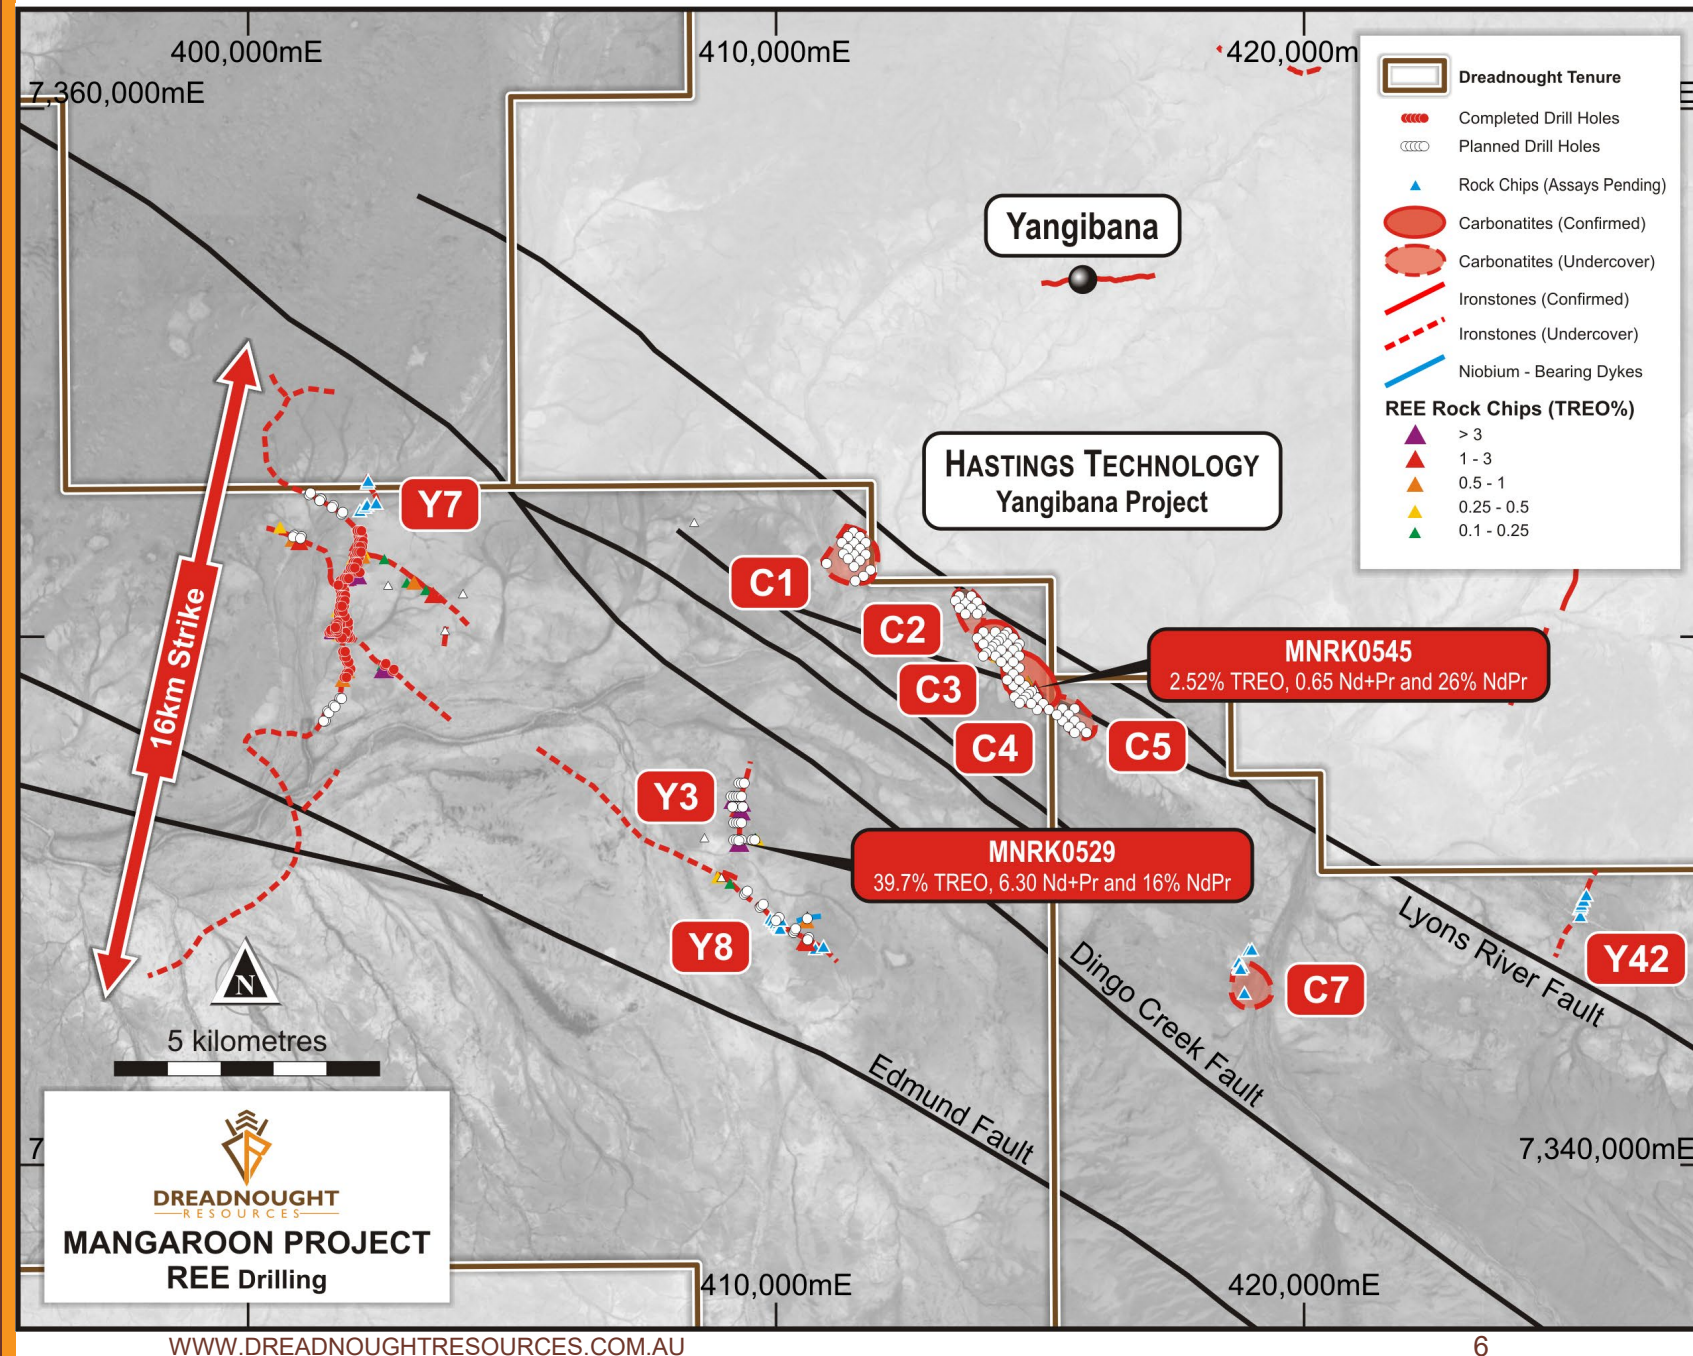 400,000mE
410,000mE
420,000m
7,360,000mE
E
Dreadnought Tenure
Completed Drill Holes
Planned Drill Holes
Rock Chips (Assays Pending)
Carbonatites (Confirmed)
Carbonatites (Undercover)
Ironstones (Confirmed)
Ironstones (Undercover)
Niobium - Bearing Dykes
REE Rock Chips (TREO%)
> 3
1 - 3
0.5 - 1
0.25 - 0.5
0.1 - 0.25
Yangibana
HASTINGS TECHNOLOGY
Yangibana Project
Y7
C1
C2
C3
C4
C5
MNRK0545
2.52% TREO, 0.65 Nd+Pr and 26% NdPr
16km Strike
Y3
MNRK0529
39.7% TREO, 6.30 Nd+Pr and 16% NdPr
Y8
C7
Y42
Lyons River Fault
Dingo Creek Fault
Edmund Fault
N
5 kilometres
7
7,340,000mE
DREADNOUGHT
RESOURCES
MANGAROON PROJECT
REE Drilling
410,000mE
420,000mE
WWW.DREADNOUGHTRESOURCES.COM.AU
6